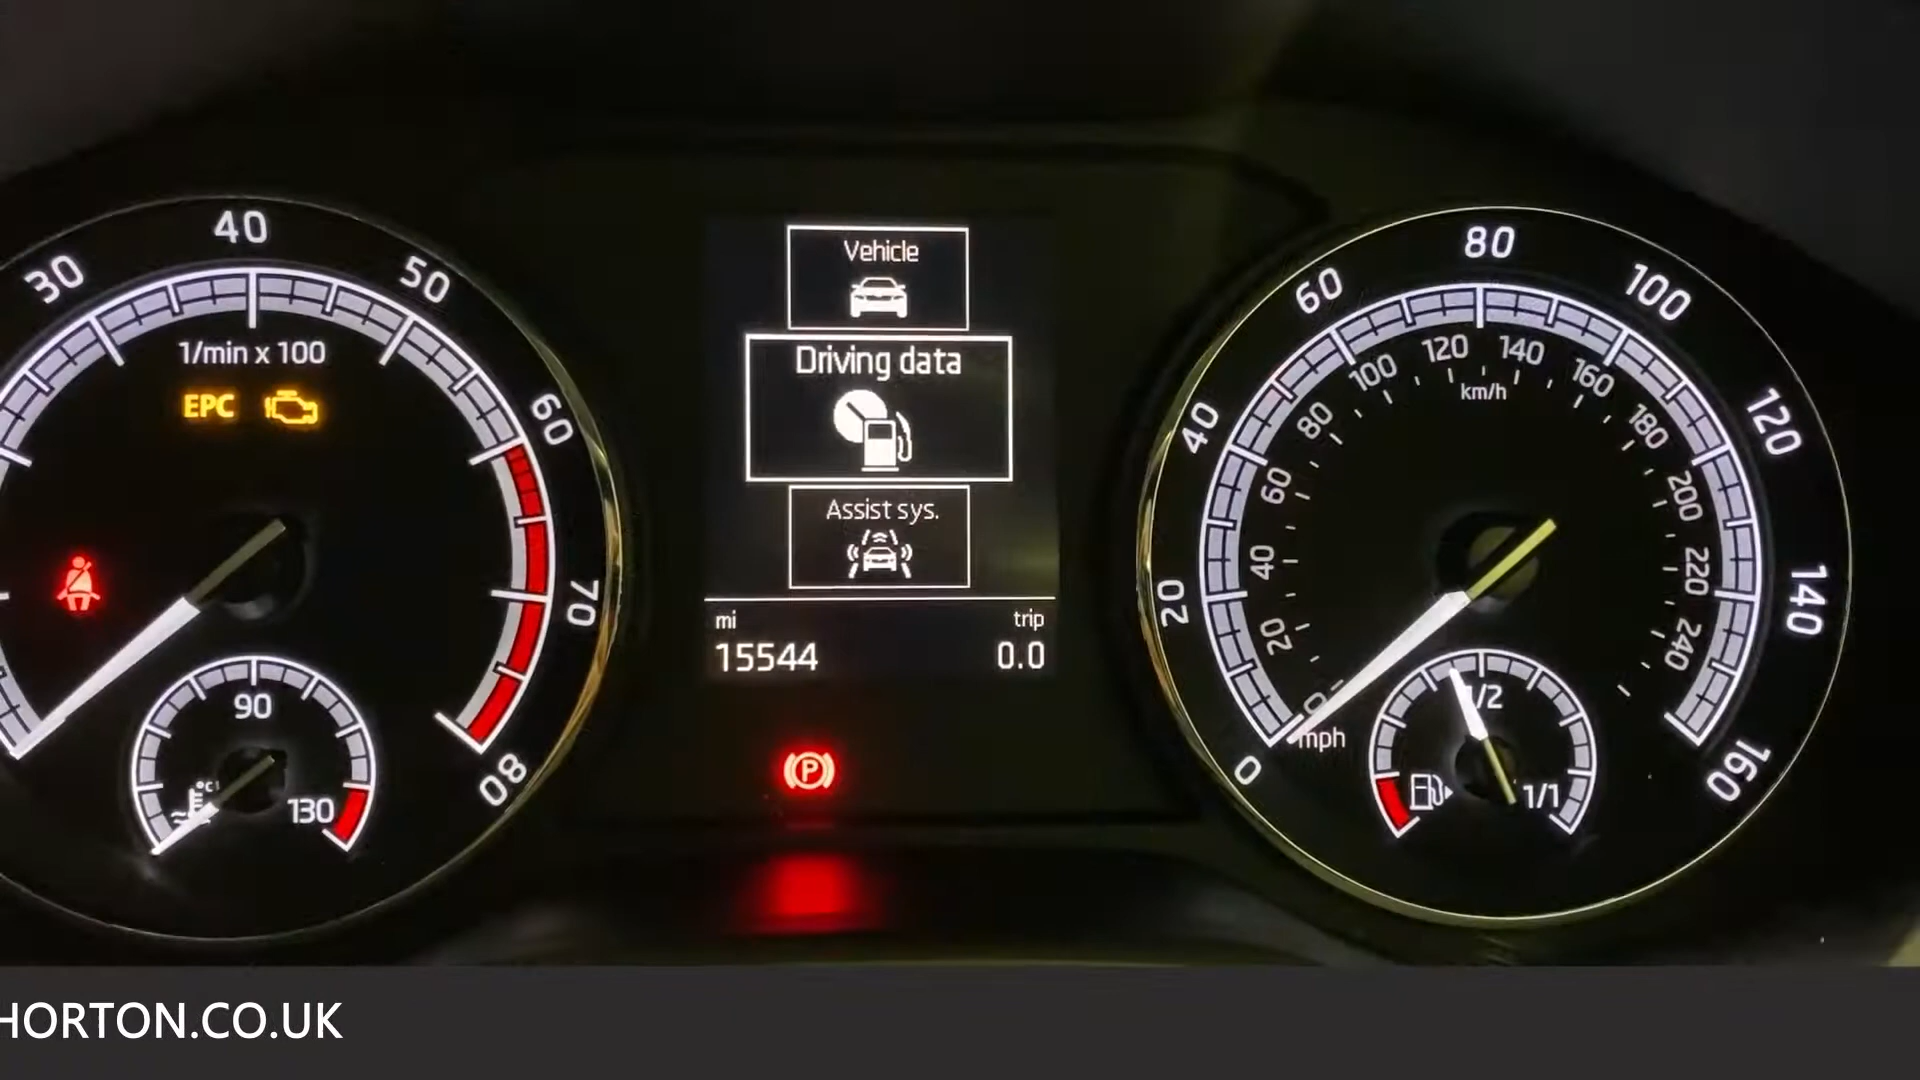 30
40
50
60
70
80
1/min x 100
EPC
90
°C
130
Vehicle
Driving data
Assist sys.
mi
trip
15544
0.0
P
0
20
40
60
80
100
120
140
160
20
40
60
80
100
120
140
160
180
200
220
240
km/h
0
mph
1/2
1/1
HORTON.CO.UK